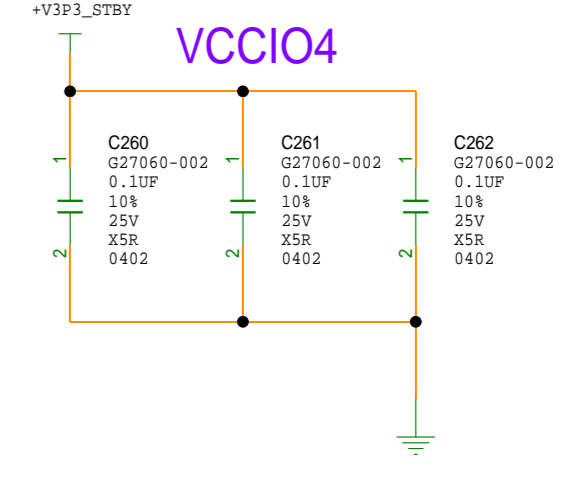 +V3P3_STBY
VCCIO4
C260
G27060-002
0.1UF
10%
25V
X5R
0402
1
2
C261
G27060-002
0.1UF
10%
25V
X5R
0402
1
2
C262
G27060-002
0.1UF
10%
25V
X5R
0402
1
2